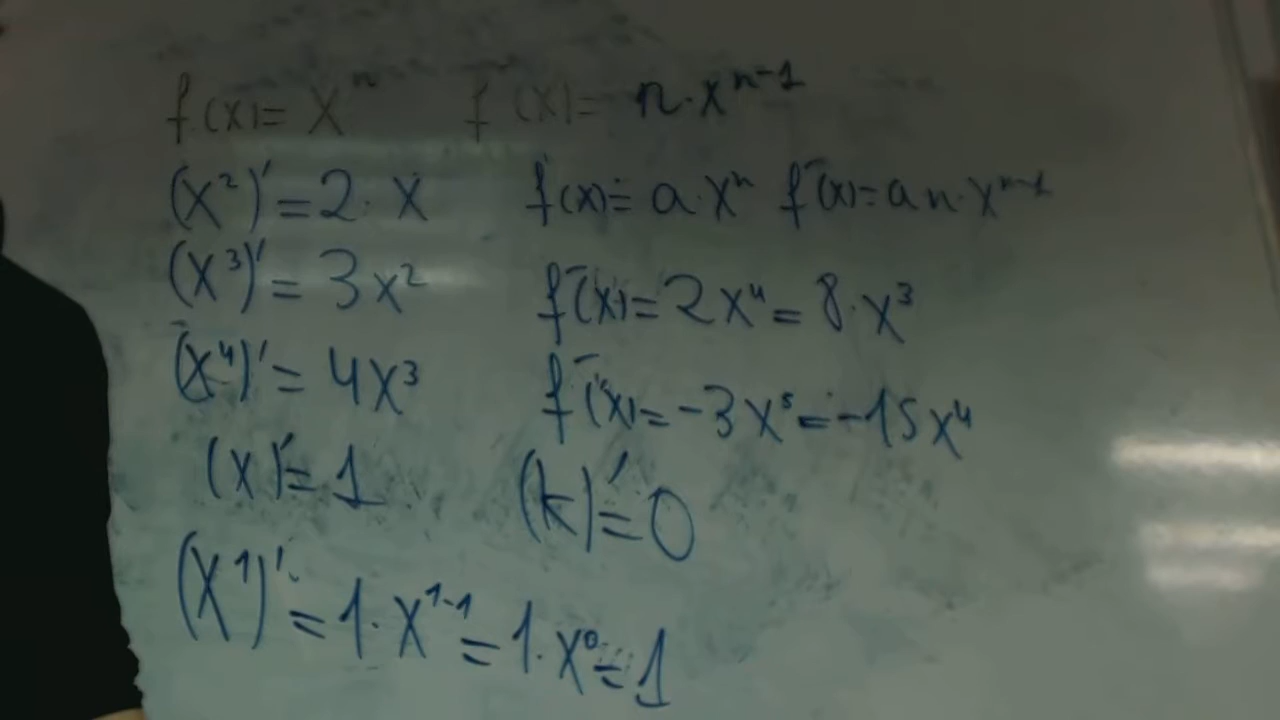 f(x)= xⁿ f'(x)= n·xⁿ⁻¹
(x²)'=2·x f(x)= a·xⁿ f'(x)= a n·xⁿ⁻¹
(x³)'= 3x² f'(x)= 2x⁴= 8·x³
(x⁴)'= 4x³ f'(x)= -3x⁵= -15x⁴
(x)'= 1 (k)'= 0
(x¹)'= 1·x¹⁻¹= 1·x⁰= 1